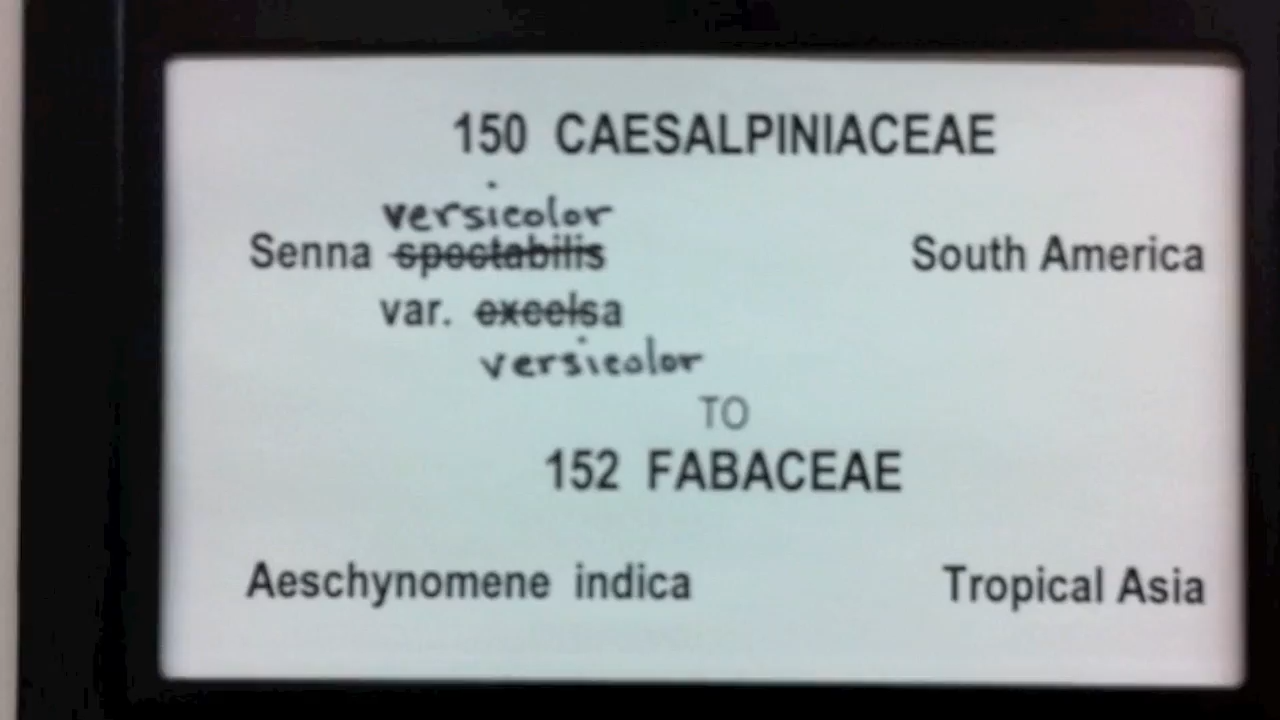 150 CAESALPINIACEAE
versicolor
Senna spectabilis South America
var. excelsa
versicolor
TO
152 FABACEAE
Aeschynomene indica Tropical Asia